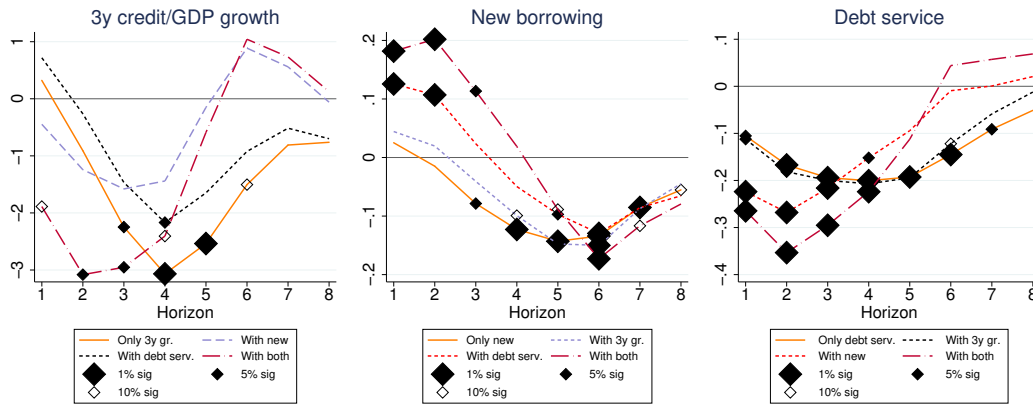 3y credit/GDP growth
.1
0
-.1
-.2
-.3
1 2 3 4 5 6 7 8
Horizon
Only 3y gr. With new
With debt serv. With both
1% sig 5% sig
10% sig
New borrowing
.2
.1
0
-.1
-.2
1 2 3 4 5 6 7 8
Horizon
Only new With 3y gr.
With debt serv. With both
1% sig 5% sig
10% sig
Debt service
0
-.1
-.2
-.3
-.4
1 2 3 4 5 6 7 8
Horizon
Only debt serv. With 3y gr.
With new With both
1% sig 5% sig
10% sig